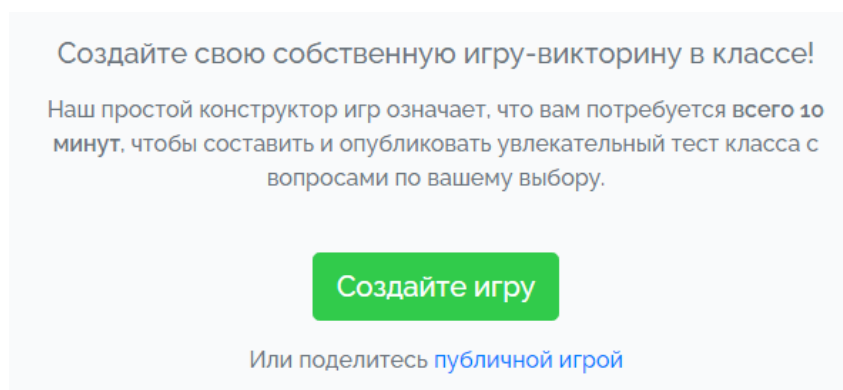 Создайте свою собственную игру-викторину в классе!
Наш простой конструктор игр означает, что вам потребуется всего 10
минут, чтобы составить и опубликовать увлекательный тест класса с
вопросами по вашему выбору.
Создайте игру
Или поделитесь публичной игрой